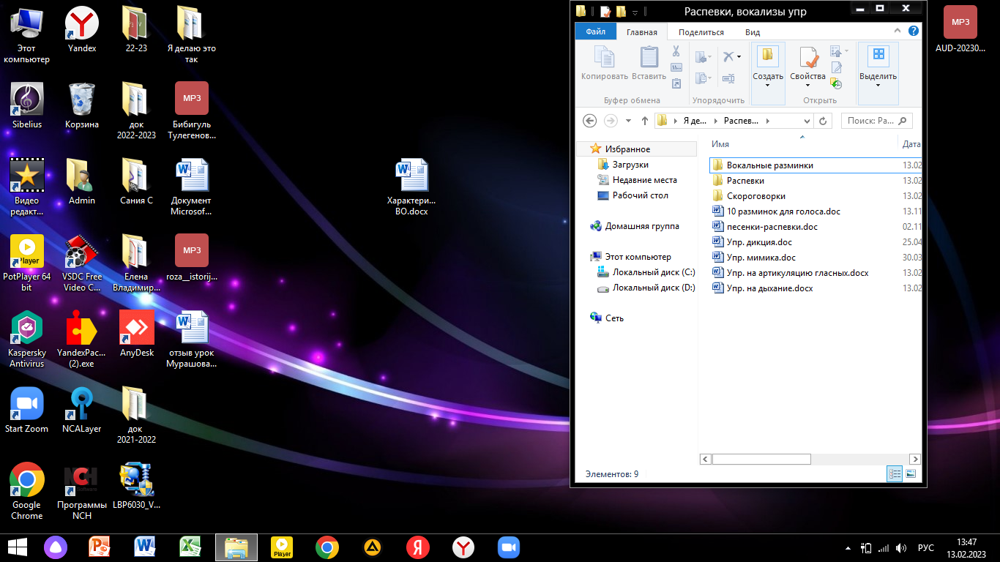 Этот
компьютер
Yandex
22-23
Я делаю это
так
Sibelius
Корзина
док
2022-2023
MP3
Бибигуль
Тулегенов...
Видео
редакт...
Admin
Сания С
Документ
Microsof...
Player
PotPlayer 64
bit
VSDC Free
Video C...
Елена
Владимир...
MP3
roza_istorij...
Kaspersky
Antivirus
YandexPac...
(2).exe
AnyDesk
отзыв урок
Мурашова...
Start Zoom
NCALayer
док
2021-2022
Google
Chrome
NCH
Software
Программы
NCH
LBP6030_V...
Характери...
ВО.docx
Распевки, вокализы упр
Файл
Главная
Поделиться
Вид
Копировать
Вставить
Создать
Свойства
Выделить
Буфер обмена
Упорядочить
Открыть
Я де...
Распев...
Поиск: Ра...
Избранное
Загрузки
Недавние места
Рабочий стол
Домашняя группа
Этот компьютер
Локальный диск (C:)
Локальный диск (D:)
Сеть
Имя
Дата
Вокальные разминки 13.02
Распевки 13.02
Скороговорки 13.02
10 разминок для голоса.doc 13.11
песенки-распевки.doc 02.11
Упр. дикция.doc 25.04
Упр. мимика.doc 30.03
Упр. на артикуляцию гласных.docx 13.02
Упр. на дыхание.docx 13.02
Элементов: 9
MP3
AUD-20230...
Player
РУС
13:47
13.02.2023